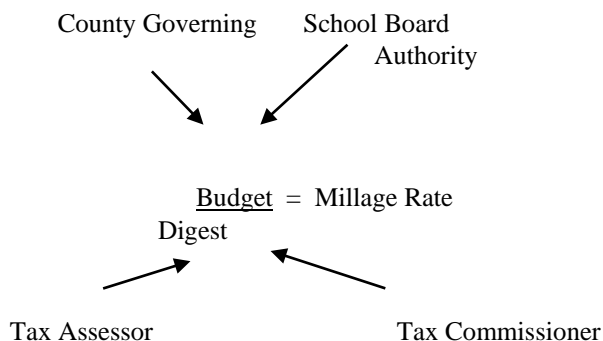 County Governing School Board
Authority
Budget = Millage Rate
Digest
Tax Assessor Tax Commissioner